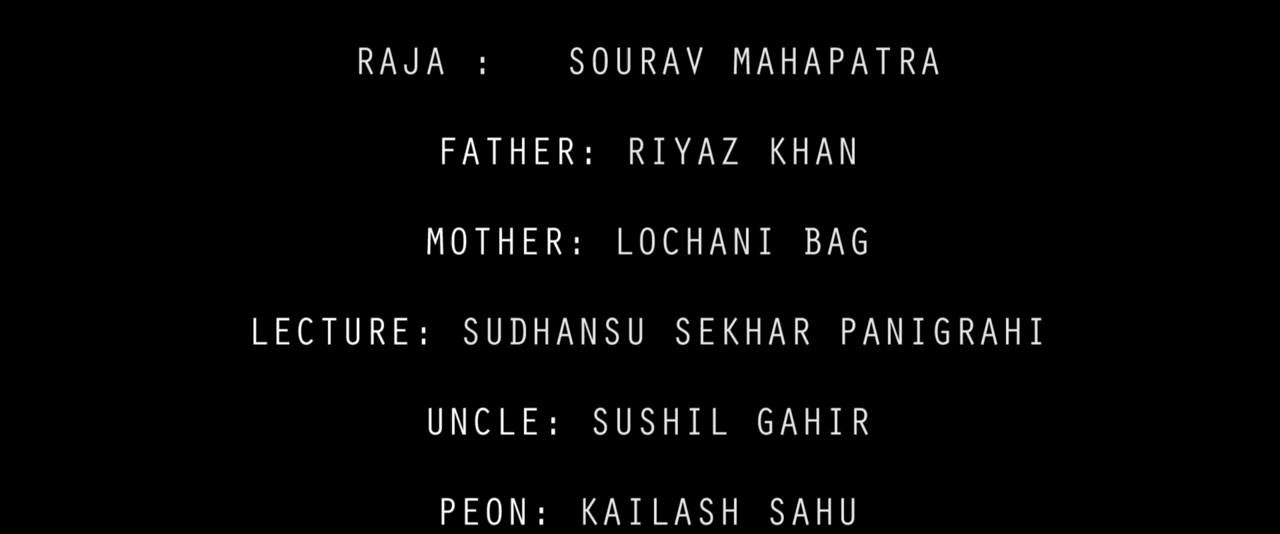 RAJA :   SOURAV MAHAPATRA
FATHER: RIYAZ KHAN
MOTHER: LOCHANI BAG
LECTURE: SUDHANSU SEKHAR PANIGRAHI
UNCLE: SUSHIL GAHIR
PEON: KAILASH SAHU